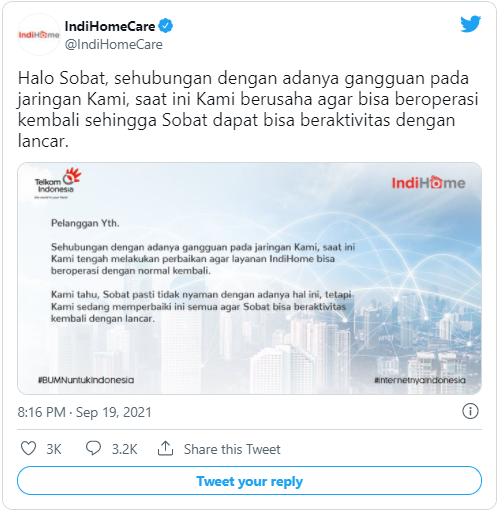 IndiHomeCare
@IndiHomeCare
Halo Sobat, sehubungan dengan adanya gangguan pada
jaringan Kami, saat ini Kami berusaha agar bisa beroperasi
kembali sehingga Sobat dapat bisa beraktivitas dengan
lancar.
Telkom
Indonesia
the world in your hand
IndiHome
Pelanggan Yth.
Sehubungan dengan adanya gangguan pada jaringan Kami, saat ini
Kami tengah melakukan perbaikan agar layanan IndiHome bisa
beroperasi dengan normal kembali.
Kami tahu, Sobat pasti tidak nyaman dengan adanya hal ini, tetapi
Kami sedang memperbaiki ini semua agar Sobat bisa beraktivitas
kembali dengan lancar.
#BUMNuntukIndonesia
#internetnyaindonesia
8:16 PM · Sep 19, 2021
3K
3.2K
Share this Tweet
Tweet your reply